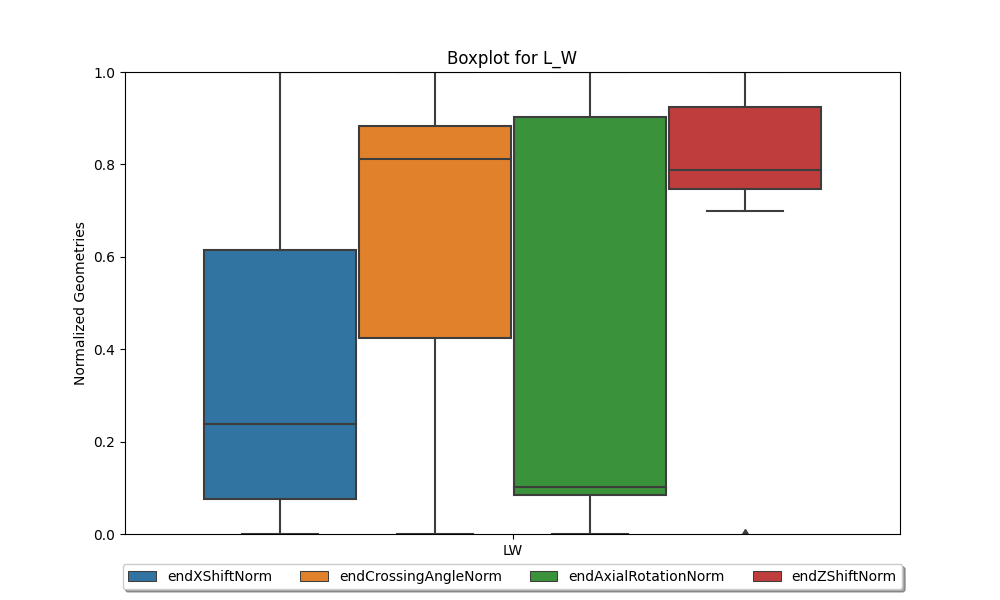 Boxplot for L_W
1.0
0.8
0.6
0.4
0.2
0.0
Normalized Geometries
LW
endXShiftNorm endCrossingAngleNorm endAxialRotationNorm endZShiftNorm